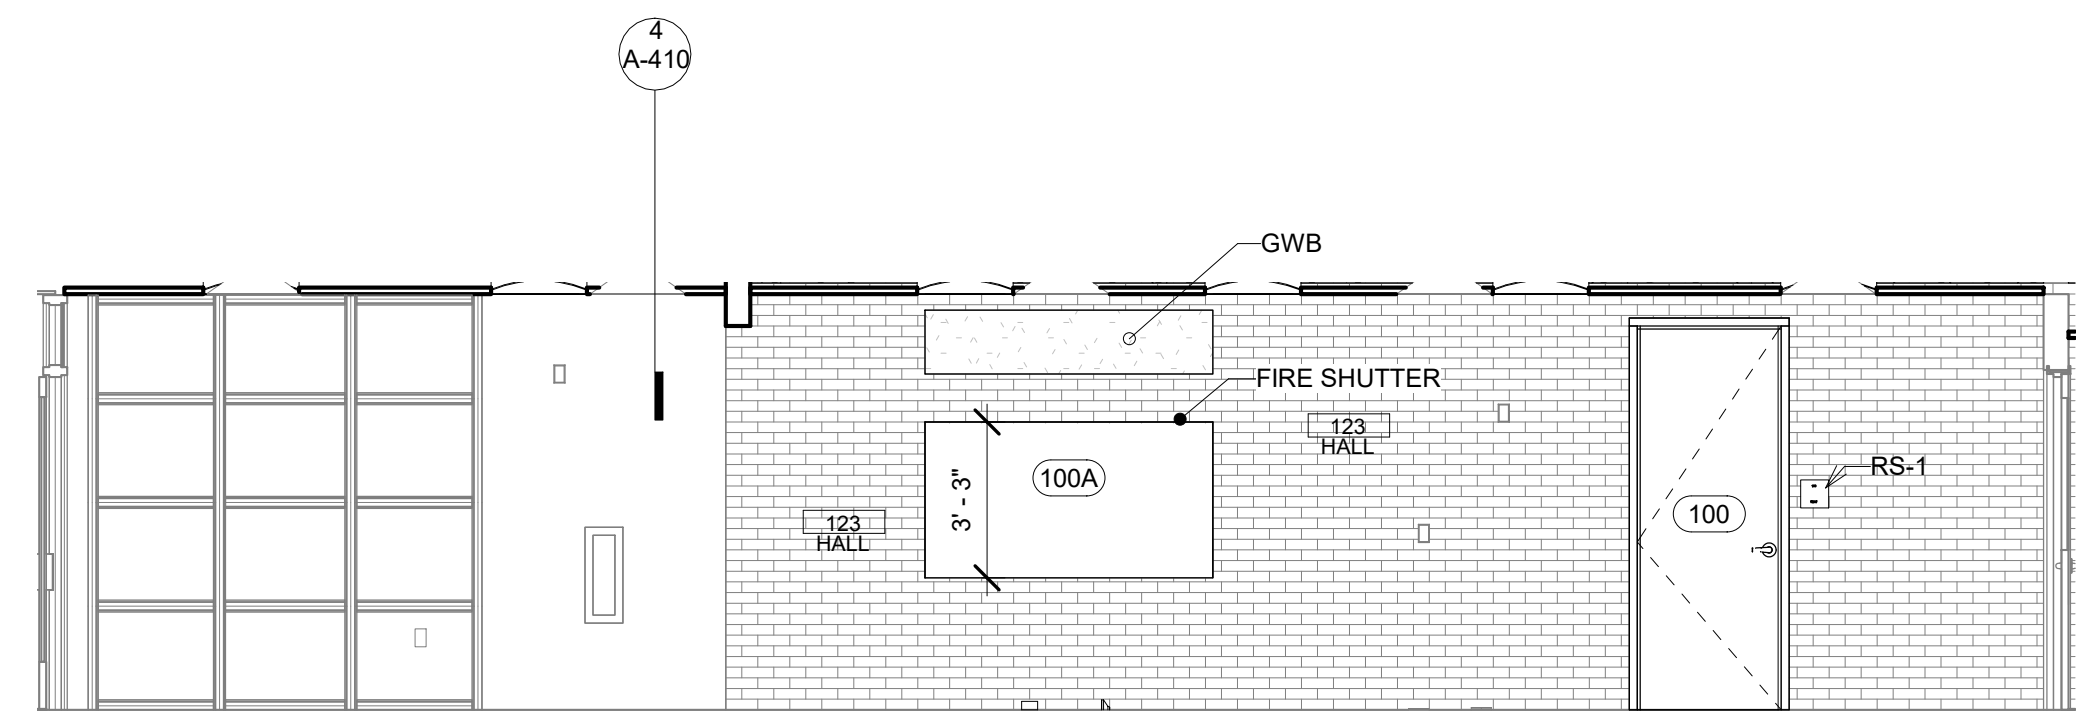 4
A-410
GWB
FIRE SHUTTER
123
HALL
RS-1
100A
3' - 3"
100
123
HALL